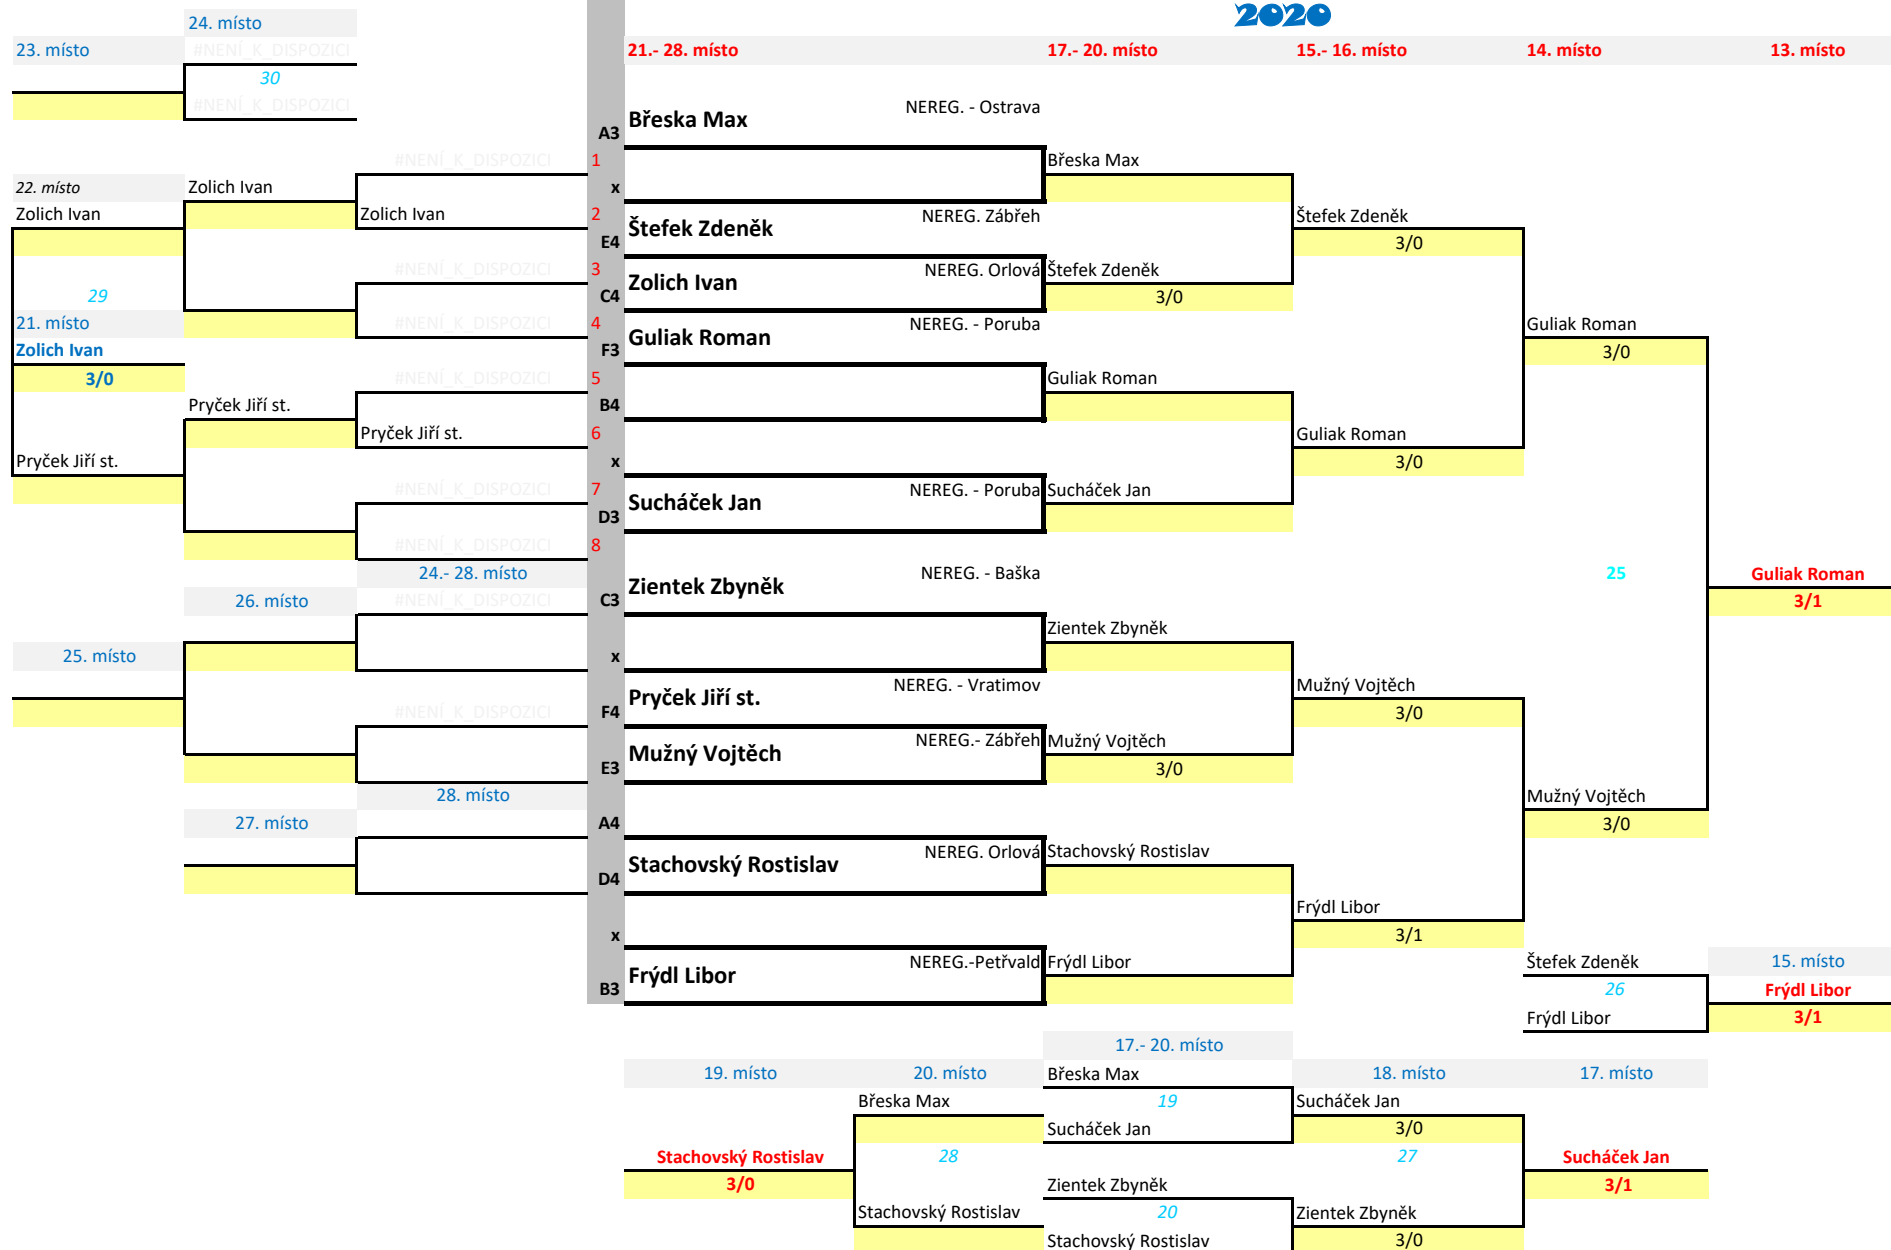 2020
24. místo
23. místo #NENÍ_K_DISPOZICI 21.- 28. místo 17.- 20. místo 15.- 16. místo 14. místo 13. místo
30
#NENÍ_K_DISPOZICI Břeska Max NEREG. - Ostrava
A3
#NENÍ_K_DISPOZICI 1 Břeska Max
22. místo Zolich Ivan x
Zolich Ivan Zolich Ivan 2 Štefek Zdeněk NEREG. Zábřeh Štefek Zdeněk
E4 3/0
#NENÍ_K_DISPOZICI 3 Zolich Ivan NEREG. Orlová Štefek Zdeněk
29 C4 3/0
21. místo #NENÍ_K_DISPOZICI 4 Guliak Roman NEREG. - Poruba Guliak Roman
Zolich Ivan F3 3/0
3/0 #NENÍ_K_DISPOZICI 5 Guliak Roman
Pryček Jiří st. B4
Pryček Jiří st. 6 Guliak Roman
Pryček Jiří st. x 3/0
#NENÍ_K_DISPOZICI 7 Sucháček Jan NEREG. - Poruba Sucháček Jan
D3
#NENÍ_K_DISPOZICI 8
24.- 28. místo Zientek Zbyněk NEREG. - Baška 25 Guliak Roman
26. místo #NENÍ_K_DISPOZICI C3 3/1
Zientek Zbyněk
25. místo x
Pryček Jiří st. NEREG. - Vratimov Mužný Vojtěch
#NENÍ_K_DISPOZICI F4 3/0
Mužný Vojtěch NEREG.- Zábřeh Mužný Vojtěch
E3 3/0
28. místo Mužný Vojtěch
27. místo A4 3/0
Stachovský Rostislav NEREG. Orlová Stachovský Rostislav
D4
Frýdl Libor
x 3/1
Frýdl Libor NEREG.-Petřvald Frýdl Libor Štefek Zdeněk 15. místo
B3 26 Frýdl Libor
Frýdl Libor 3/1
17.- 20. místo
19. místo 20. místo Břeska Max 18. místo 17. místo
Břeska Max 19 Sucháček Jan
Sucháček Jan 3/0
Stachovský Rostislav 28 27 Sucháček Jan
3/0 Zientek Zbyněk 3/1
Stachovský Rostislav 20 Zientek Zbyněk
Stachovský Rostislav 3/0